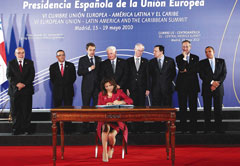 Presidencia Española de la Unión Europea
VI CUMBRE UNIÓN EUROPEA - AMÉRICA LATINA Y EL CARIBE
VI EUROPEAN UNION - LATIN AMERICA AND THE CARIBBEAN SUMMIT
Madrid, 15 - 19 mayo 2010